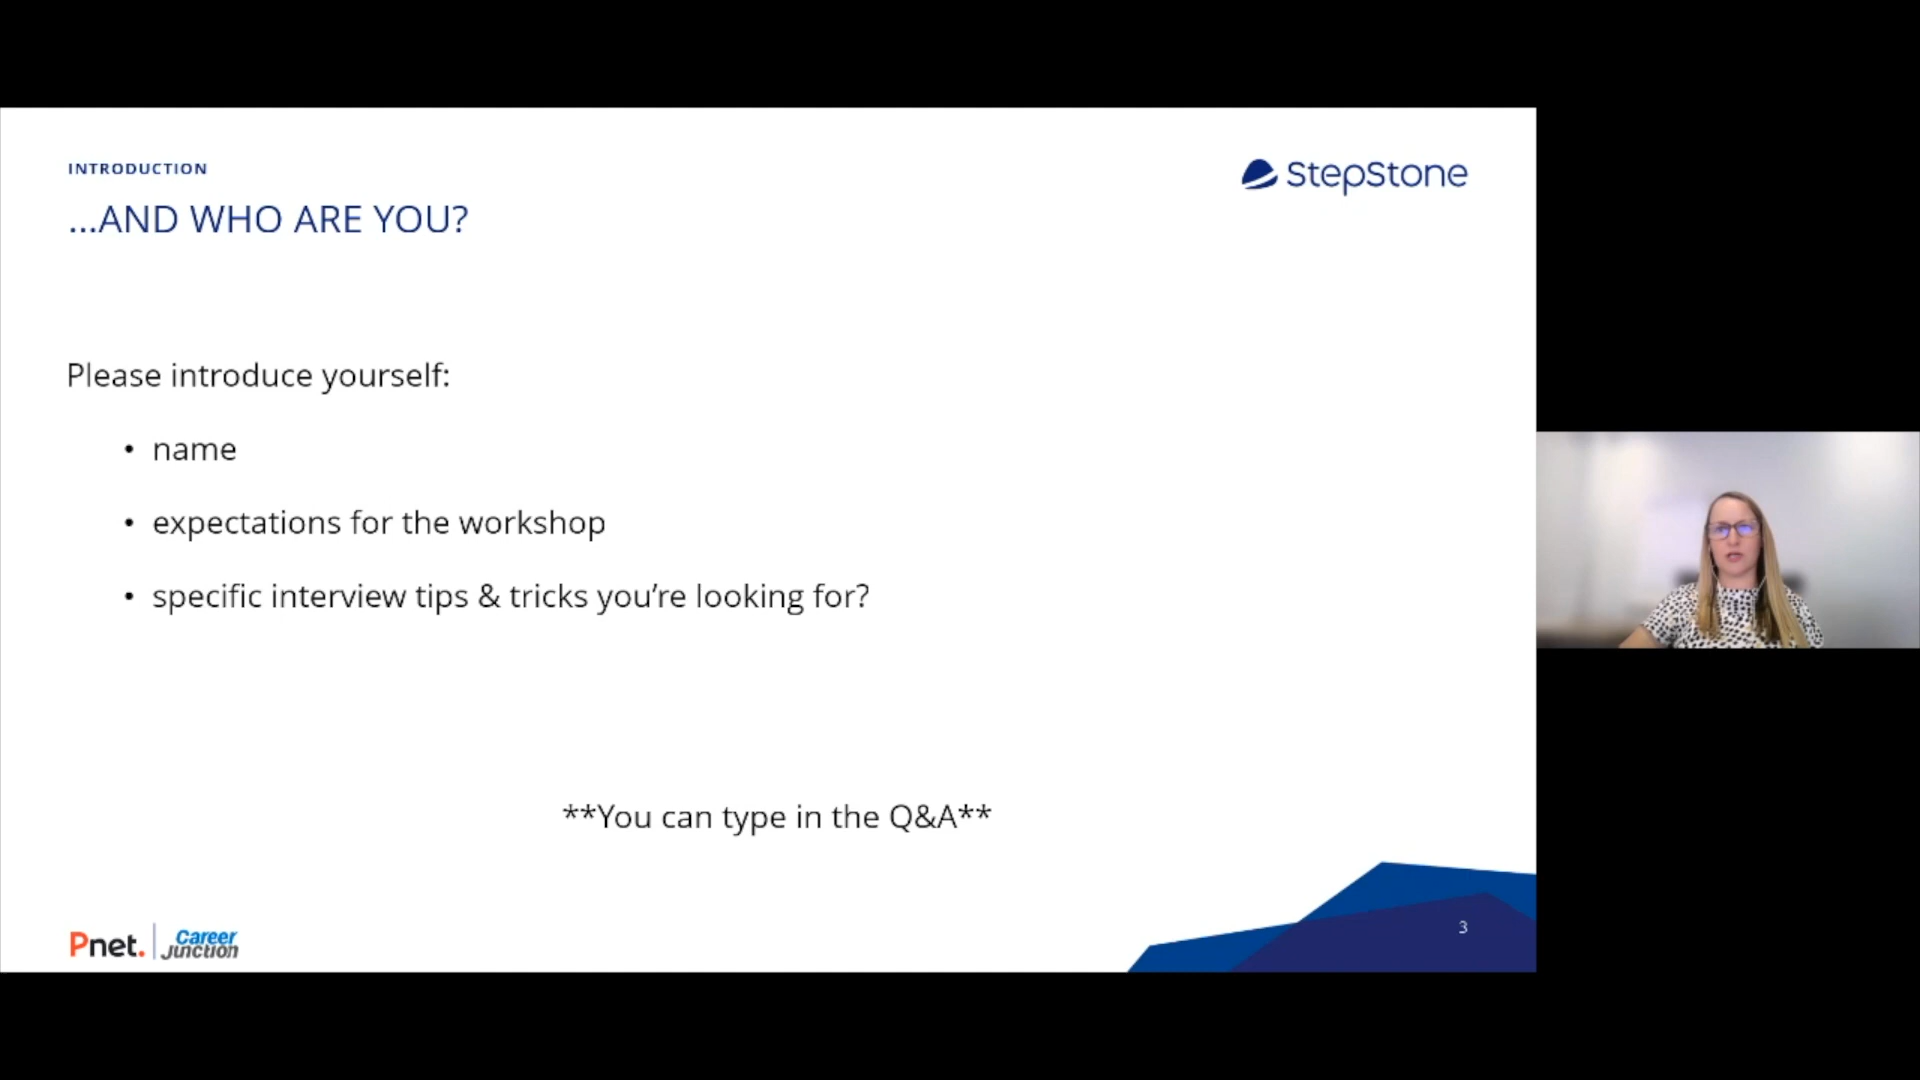 INTRODUCTION
StepStone
...AND WHO ARE YOU?
Please introduce yourself:
• name
• expectations for the workshop
• specific interview tips & tricks you’re looking for?
**You can type in the Q&A**
3
Pnet. | Career Junction